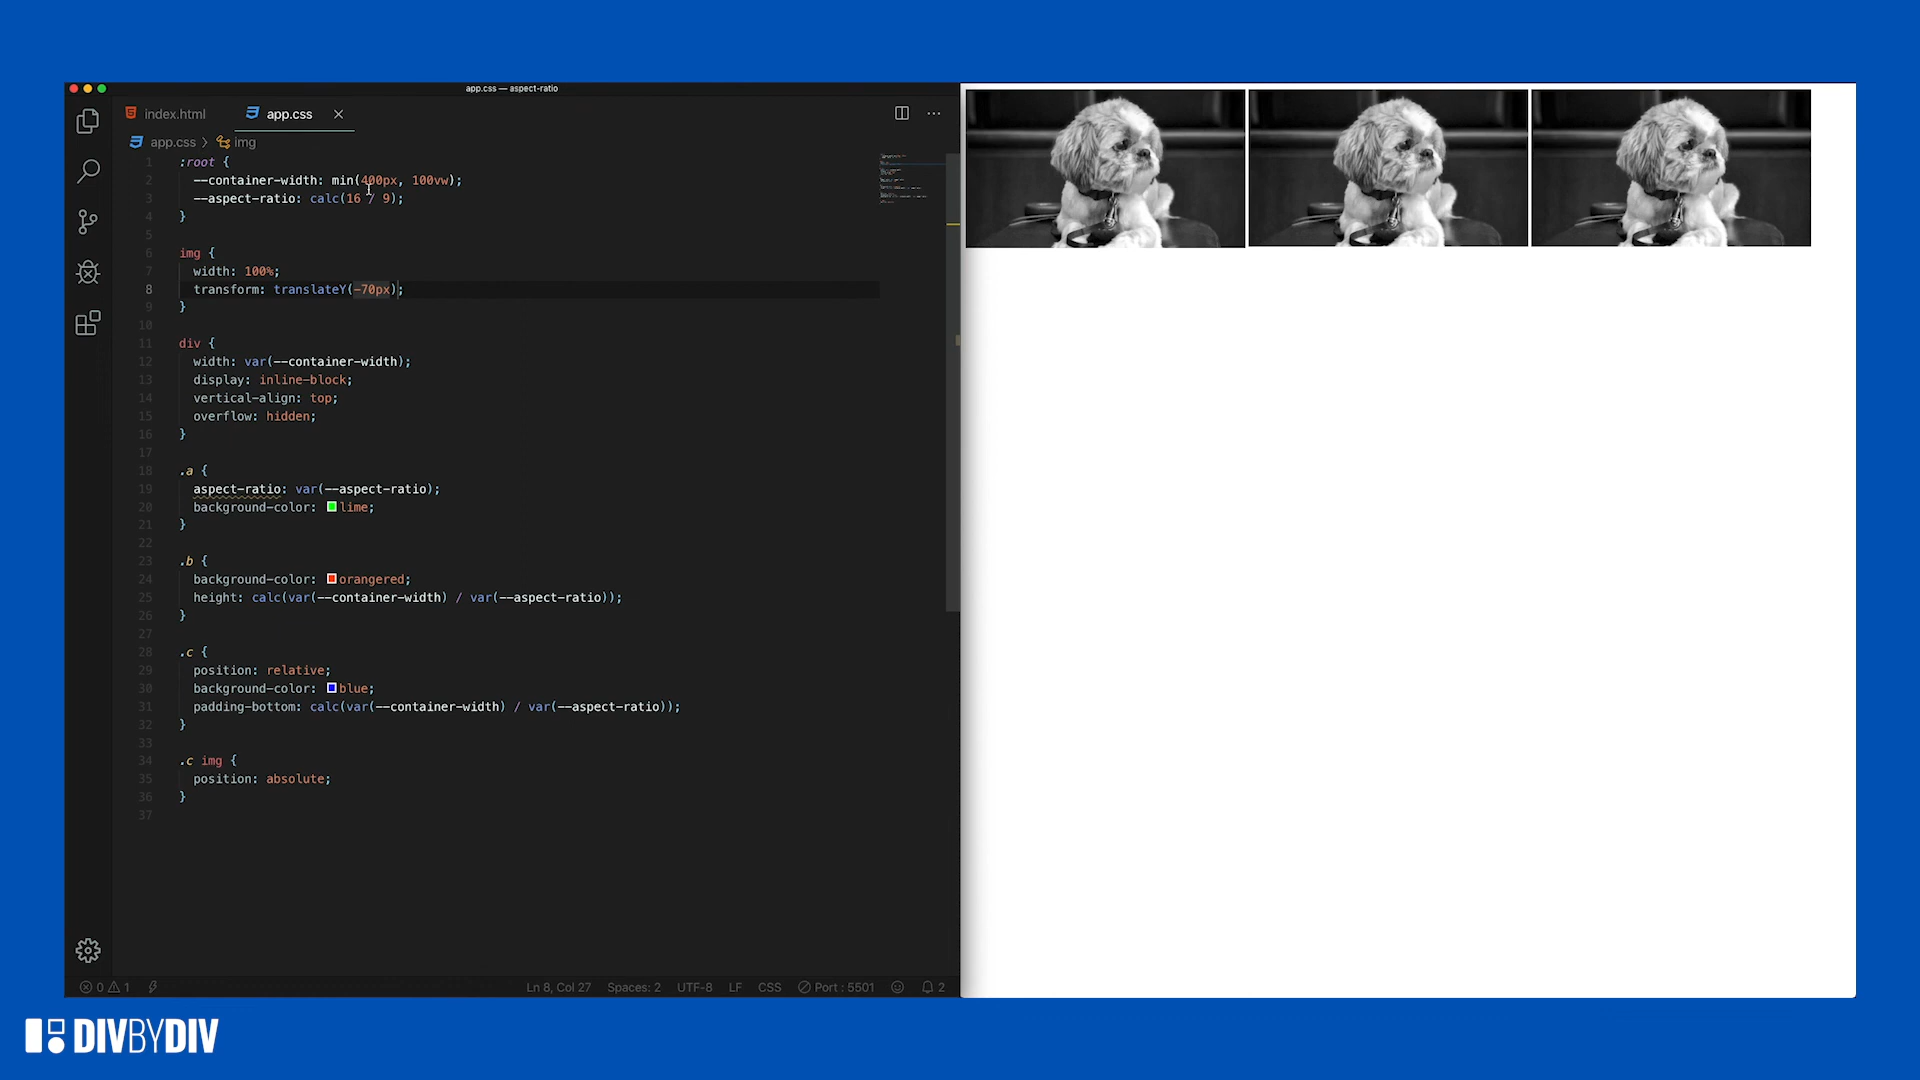 app.css — aspect-ratio
index.html
app.css
app.css > img
1 :root {
2 --container-width: min(400px, 100vw);
3 --aspect-ratio: calc(16 / 9);
4 }
5
6 img {
7 width: 100%;
8 transform: translateY(-70px);
9 }
10
11 div {
12 width: var(--container-width);
13 display: inline-block;
14 vertical-align: top;
15 overflow: hidden;
16 }
17
18 .a {
19 aspect-ratio: var(--aspect-ratio);
20 background-color: lime;
21 }
22
23 .b {
24 background-color: orangered;
25 height: calc(var(--container-width) / var(--aspect-ratio));
26 }
27
28 .c {
29 position: relative;
30 background-color: blue;
31 padding-bottom: calc(var(--container-width) / var(--aspect-ratio));
32 }
33
34 .c img {
35 position: absolute;
36 }
37
0 1 Ln 8, Col 27 Spaces: 2 UTF-8 LF CSS Port : 5501 2
DIVBYDIV